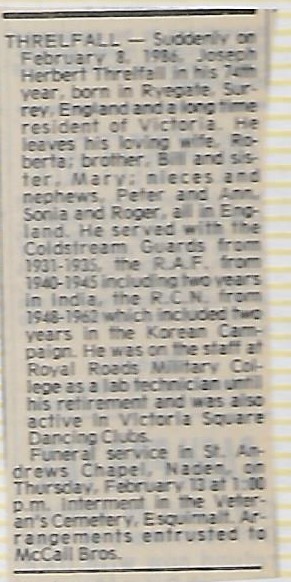 THRELFALL — Suddenly on
February 8, 1986, Joseph
Herbert Threlfall in his 74th
year, born in Ryegate, Sur-
rey, England and a long time
resident of Victoria. He
leaves his loving wife, Ro-
berta; brother, Bill and sis-
ter, Mary; nieces and
nephews, Peter and Ann,
Sonia and Roger, all in Eng-
land. He served with the
Coldstream Guards from
1931-1935, the R.A.F. from
1940-1945 including two years
in India, the R.C.N. from
1948-1962 which included two
years in the Korean Cam-
paign. He was on the staff at
Royal Roads Military Col-
lege as a lab technician until
his retirement and was also
active in Victoria Square
Dancing Clubs.
Funeral service in St. An-
drews Chapel, Naden, on
Thursday, February 13 at 1:00
p.m. Interment in the Veter-
an's Cemetery, Esquimalt. Ar-
rangements entrusted to
McCall Bros.